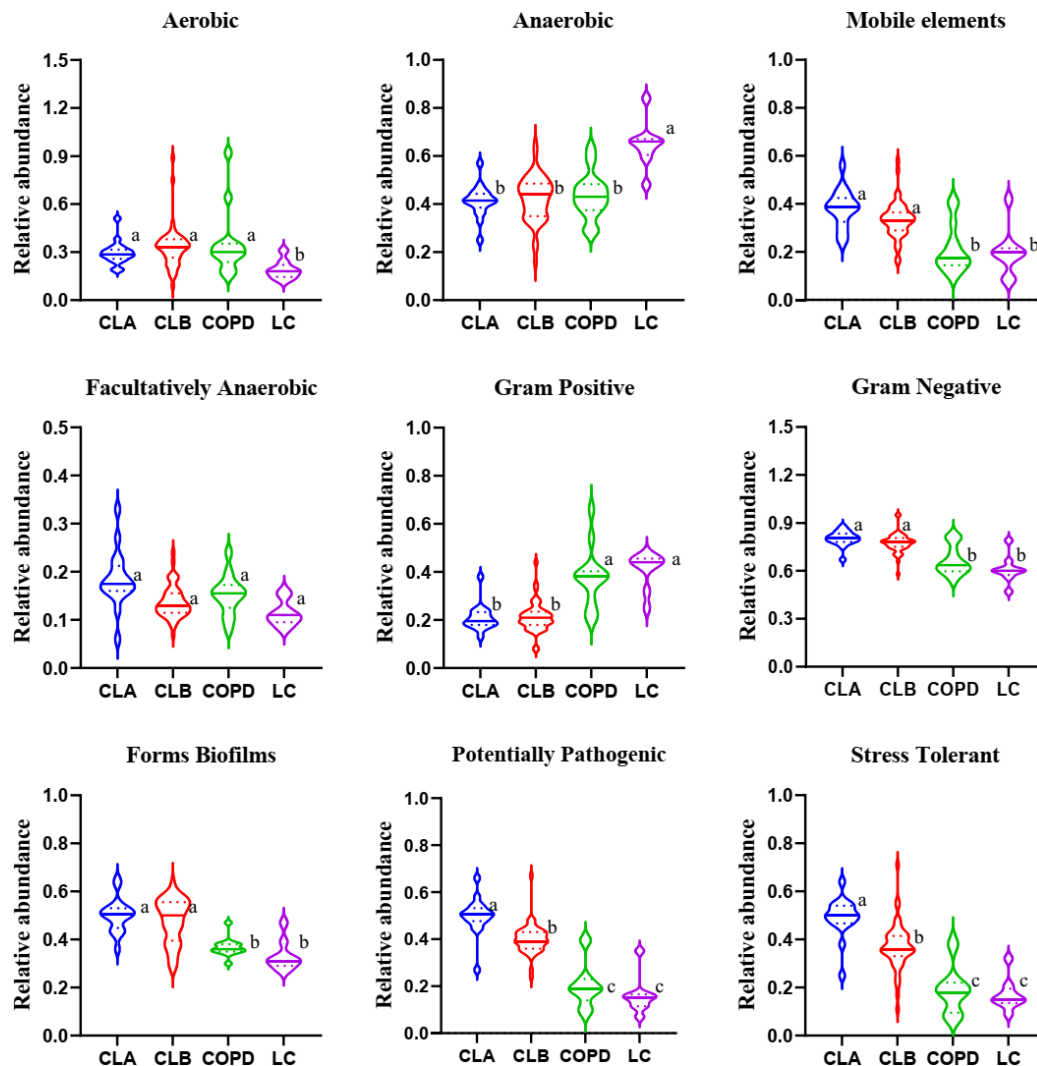 Aerobic
Relative abundance
1.5
1.2
0.9
0.6
0.3
0.0
a
a
a
b
CLA CLB COPD LC
Anaerobic
Relative abundance
1.0
0.8
0.6
0.4
0.2
0.0
b
b
b
a
CLA CLB COPD LC
Mobile elements
Relative abundance
1.0
0.8
0.6
0.4
0.2
0.0
a
a
b
b
CLA CLB COPD LC
Facultatively Anaerobic
Relative abundance
0.5
0.4
0.3
0.2
0.1
0.0
a
a
a
a
CLA CLB COPD LC
Gram Positive
Relative abundance
1.0
0.8
0.6
0.4
0.2
0.0
b
b
a
a
CLA CLB COPD LC
Gram Negative
Relative abundance
1.5
1.2
0.9
0.6
0.3
0.0
a
a
b
b
CLA CLB COPD LC
Forms Biofilms
Relative abundance
1.0
0.8
0.6
0.4
0.2
0.0
a
a
b
b
CLA CLB COPD LC
Potentially Pathogenic
Relative abundance
1.0
0.8
0.6
0.4
0.2
0.0
a
b
c
c
CLA CLB COPD LC
Stress Tolerant
Relative abundance
1.0
0.8
0.6
0.4
0.2
0.0
a
b
c
c
CLA CLB COPD LC